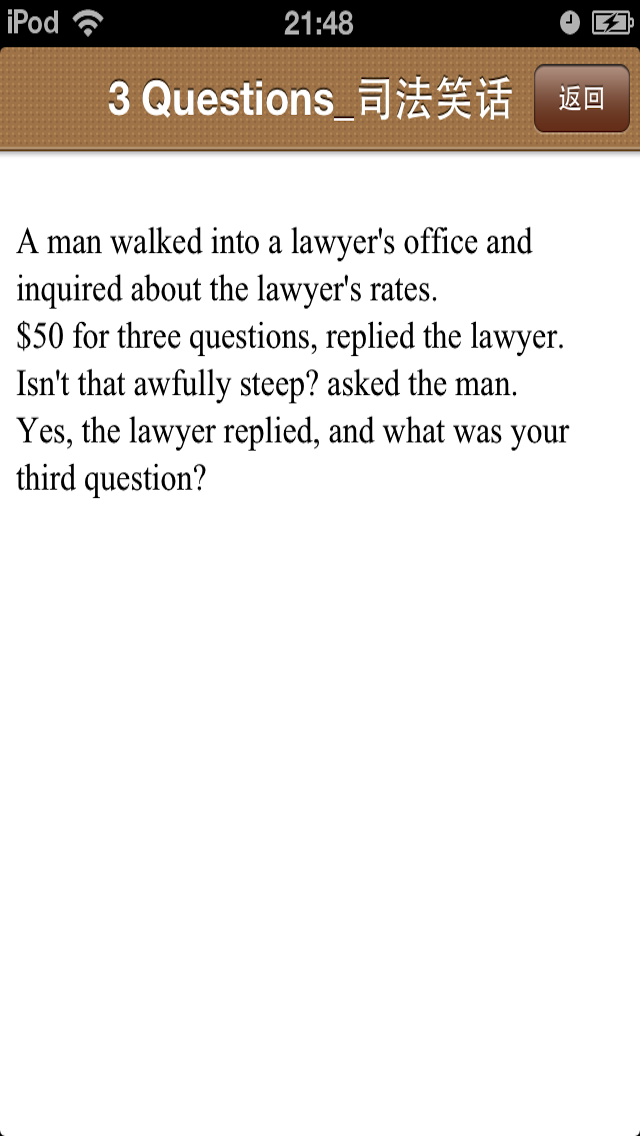 iPod 21:48
3 Questions_司法笑话 返回
A man walked into a lawyer's office and
inquired about the lawyer's rates.
$50 for three questions, replied the lawyer.
Isn't that awfully steep? asked the man.
Yes, the lawyer replied, and what was your
third question?